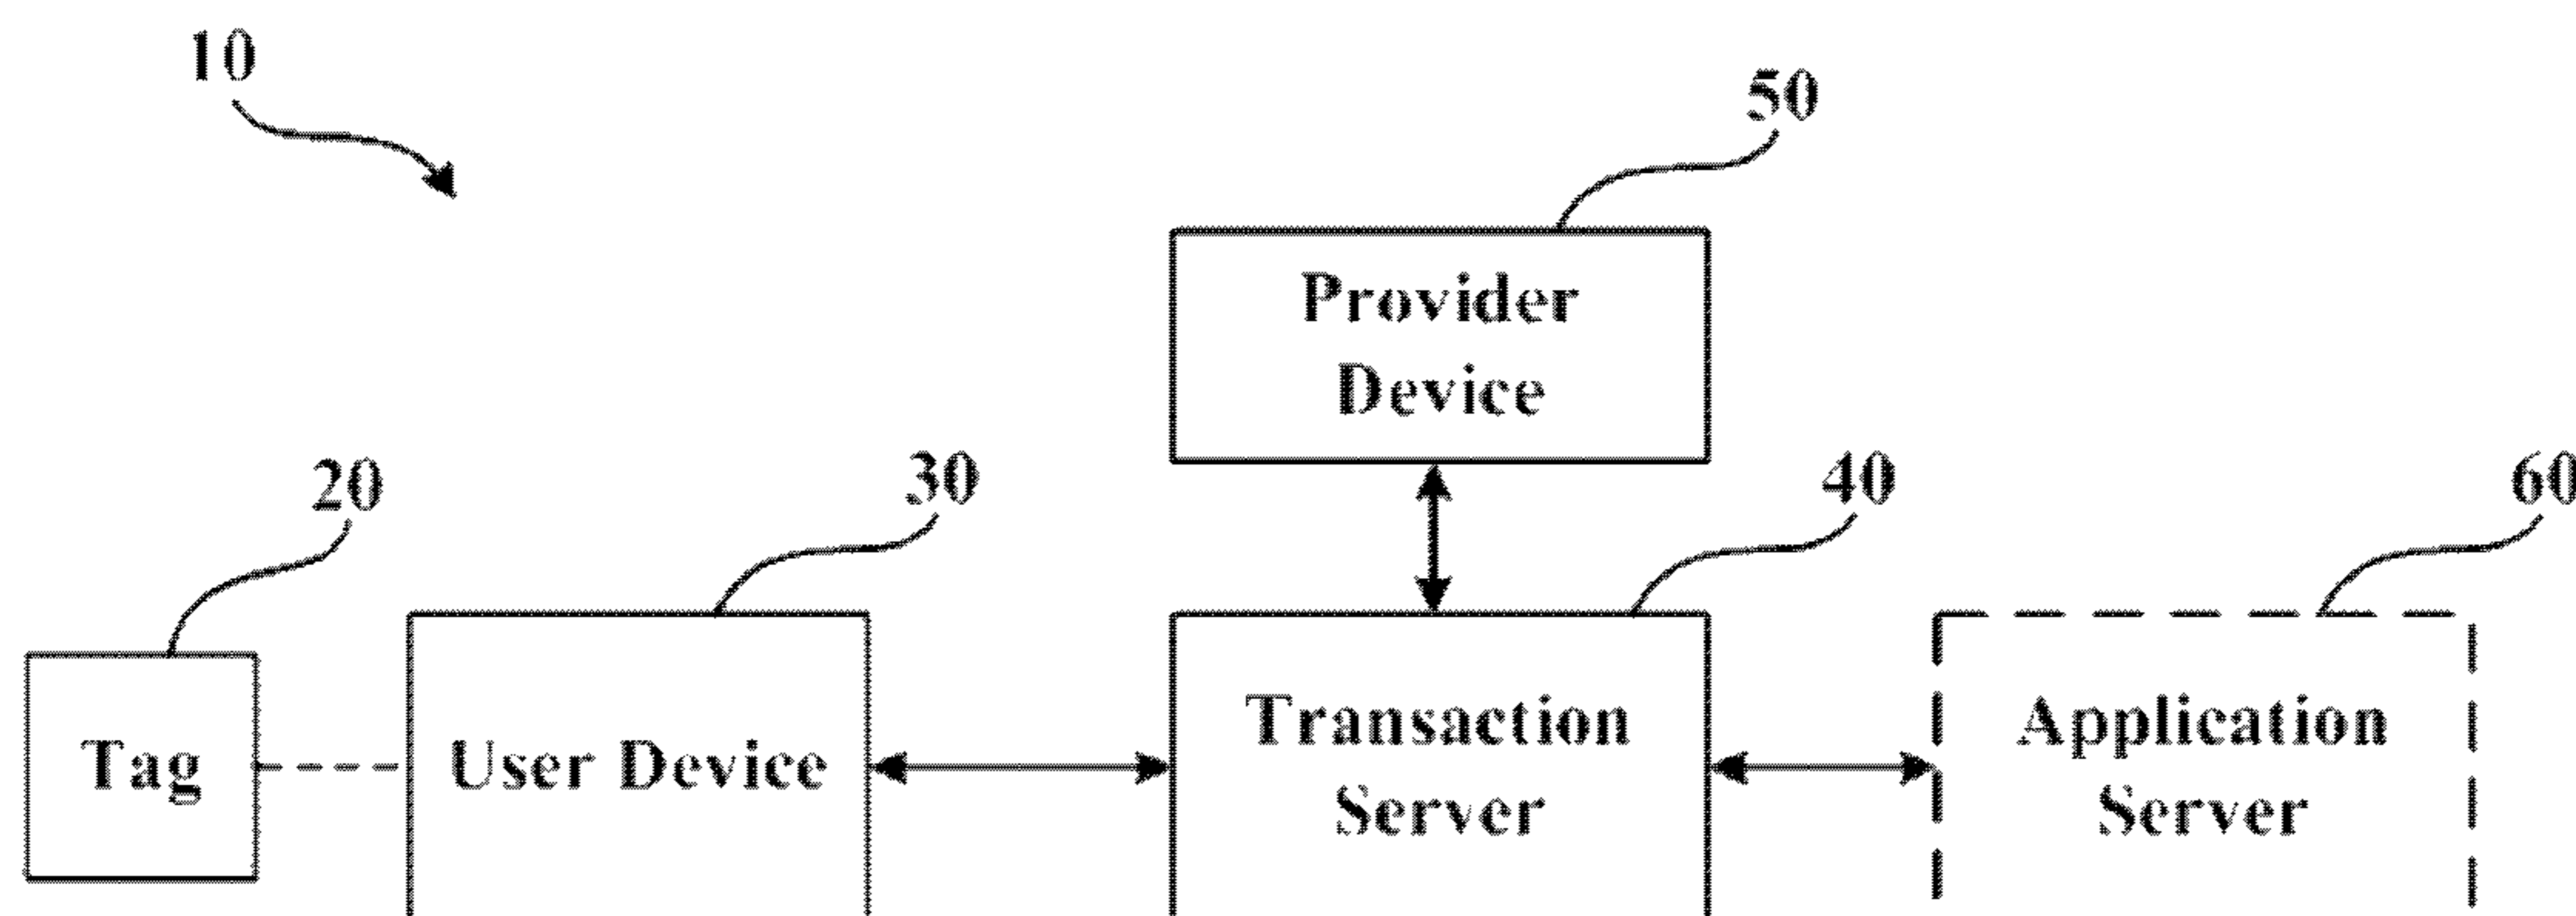 10
50
Provider
Device
20
30
40
60
Tag
User Device
Transaction
Server
Application
Server